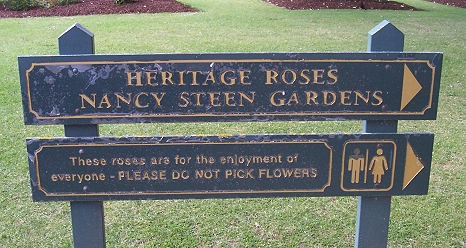 HERITAGE ROSES
NANCY STEEN GARDENS
These roses are for the enjoyment of
everyone - PLEASE DO NOT PICK FLOWERS